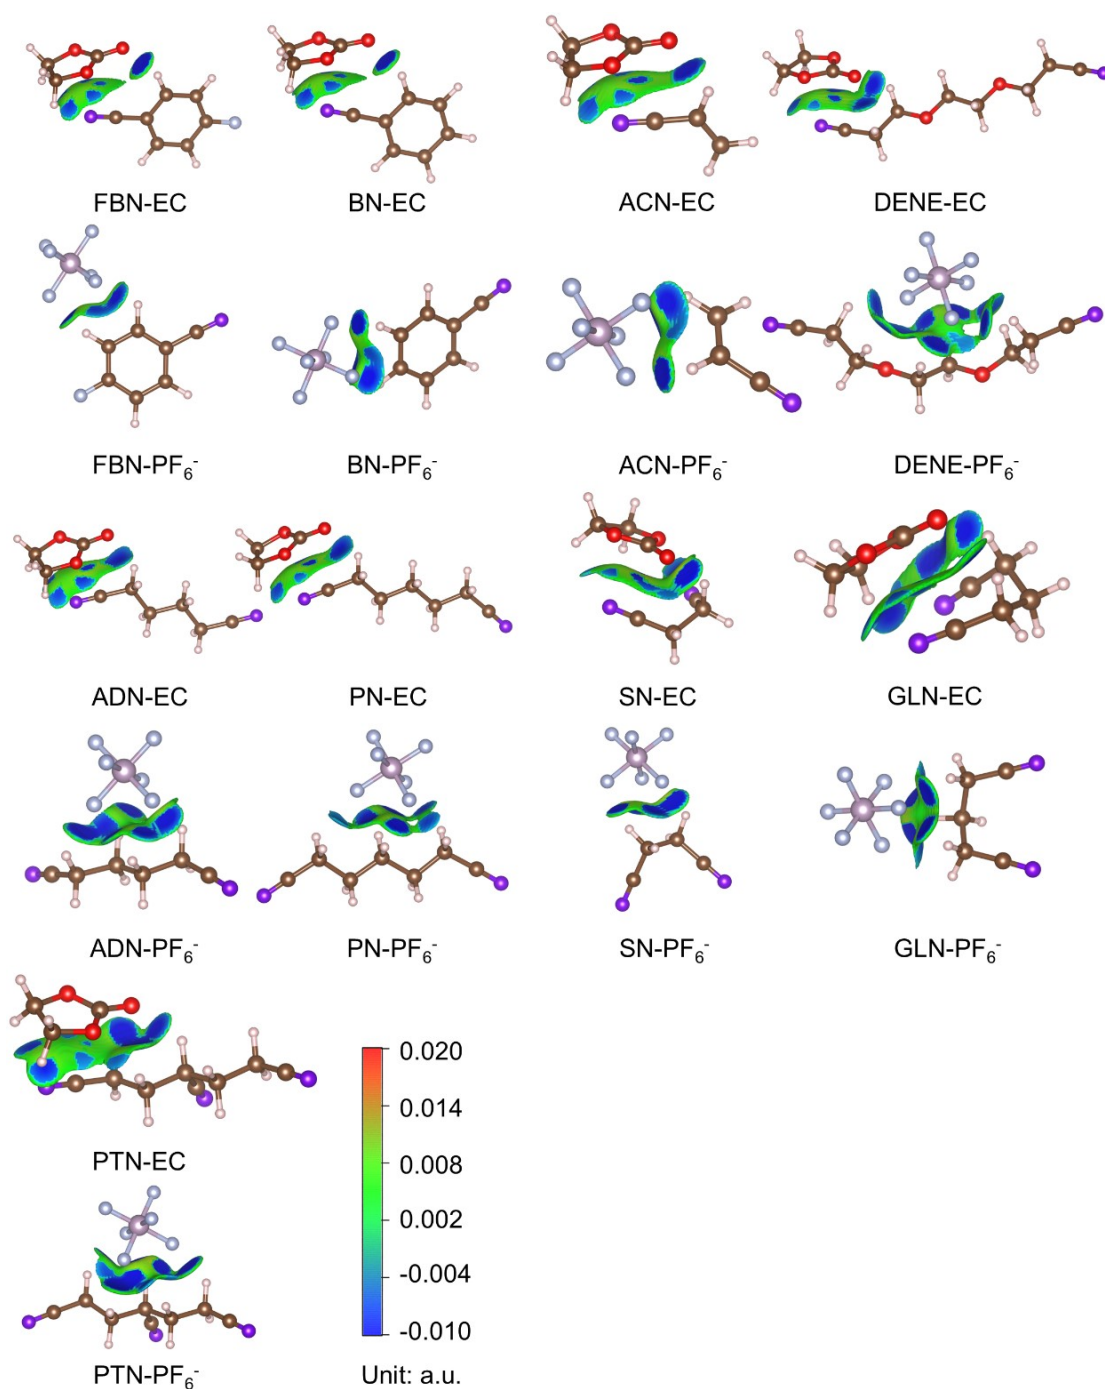 FBN-EC BN-EC ACN-EC DENE-EC
FBN-PF₆⁻ BN-PF₆⁻ ACN-PF₆⁻ DENE-PF₆⁻
ADN-EC PN-EC SN-EC GLN-EC
ADN-PF₆⁻ PN-PF₆⁻ SN-PF₆⁻ GLN-PF₆⁻
PTN-EC
PTN-PF₆⁻
0.020
0.014
0.008
0.002
-0.004
-0.010
Unit: a.u.